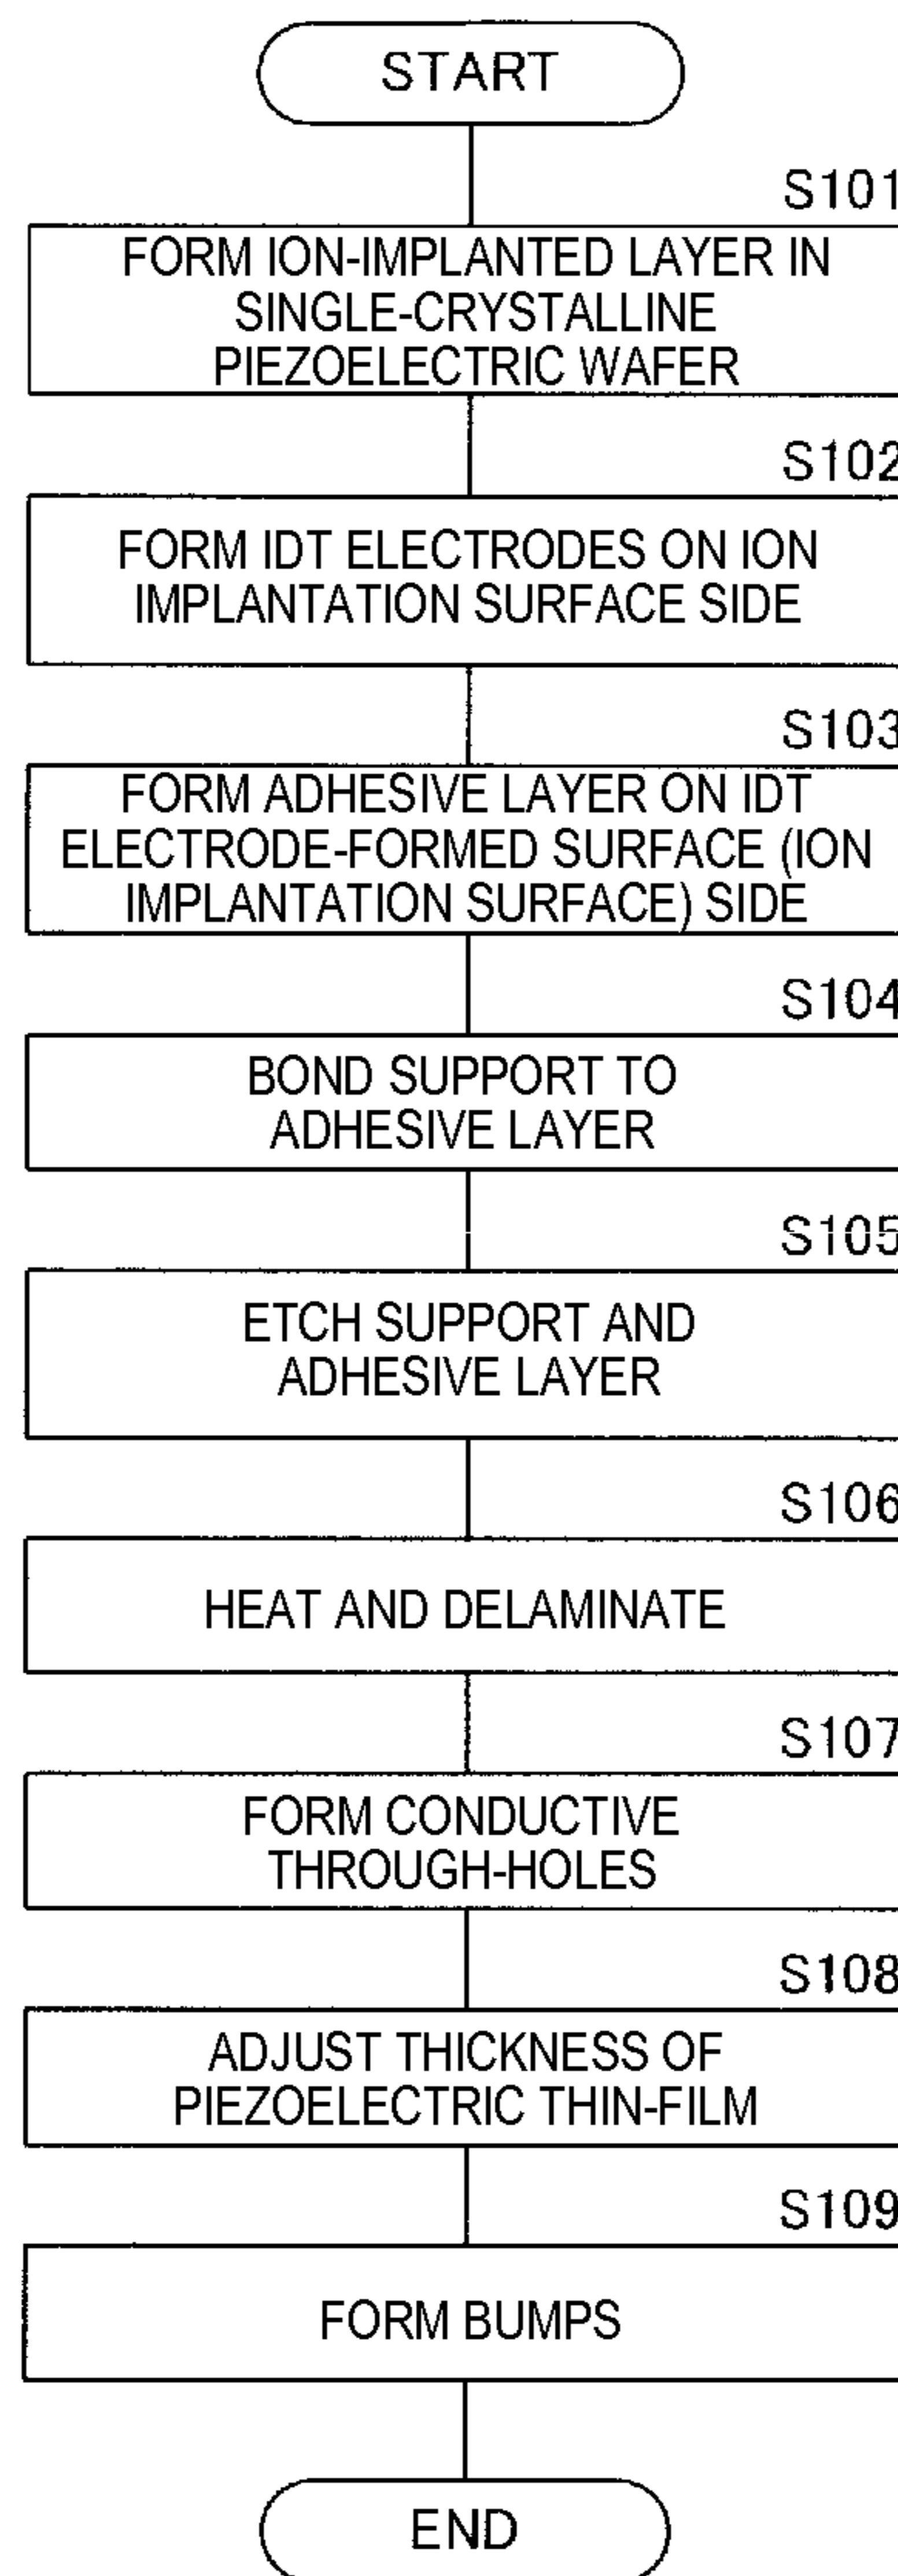 START
S101
FORM ION-IMPLANTED LAYER IN
SINGLE-CRYSTALLINE
PIEZOELECTRIC WAFER
S102
FORM IDT ELECTRODES ON ION
IMPLANTATION SURFACE SIDE
S103
FORM ADHESIVE LAYER ON IDT
ELECTRODE-FORMED SURFACE (ION
IMPLANTATION SURFACE) SIDE
S104
BOND SUPPORT TO
ADHESIVE LAYER
S105
ETCH SUPPORT AND
ADHESIVE LAYER
S106
HEAT AND DELAMINATE
S107
FORM CONDUCTIVE
THROUGH-HOLES
S108
ADJUST THICKNESS OF
PIEZOELECTRIC THIN-FILM
S109
FORM BUMPS
END